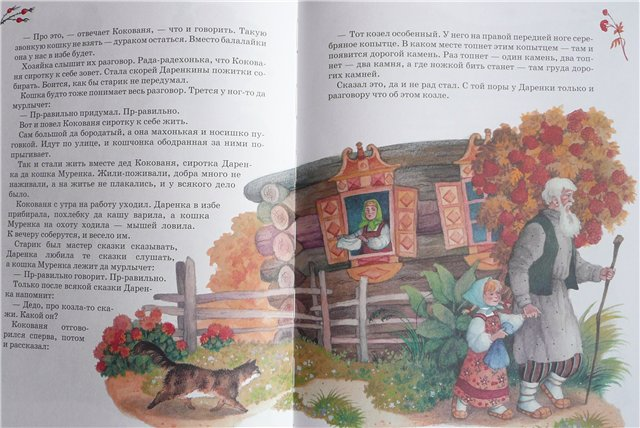 — Про это, — отвечает Кокованя, — что и говорить. Такую
звонкую кошку не взять — дураком остаться. Вместо балалайки
она у нас в избе будет.
Хозяйка слышит их разговор. Рада-радехонька, что Кокова-
ня сиротку к себе зовет. Стала скорей Даренкины пожитки со-
бирать. Боится, как бы старик не передумал.
Кошка будто тоже понимает весь разговор. Трется у ног-то да
мурлычет:
— Пр-равильно придумал. Пр-равильно.
Вот и повел Кокованя сиротку к себе жить.
Сам большой да бородатый, а она махонькая и носишко пу-
говкой. Идут по улице, и кошчонка ободранная за ними по-
прыгивает.
Так и стали жить вместе дед Кокованя, сиротка Дарен-
ка да кошка Муренка. Жили-поживали, добра много не
наживали, а на житье не плакались, и у всякого дело
было.
Кокованя с утра на работу уходил. Даренка в избе
прибирала, похлебку да кашу варила, а кошка
Муренка на охоту ходила — мышей ловила.
К вечеру соберутся, и весело им.
Старик был мастер сказки сказывать,
Даренка любила те сказки слушать,
а кошка Муренка лежит да мурлычет:
— Пр-равильно говорит. Пр-равильно.
Только после всякой сказки Дарен-
ка напомнит:
— Дедо, про козла-то ска-
жи. Какой он?
Кокованя отгово-
рился сперва, потом
и рассказал:
— Тот козел особенный. У него на правой передней ноге сере-
бряное копытце. В каком месте топнет этим копытцем — там и
появится дорогой камень. Раз топнет — один камень, два топ-
нет — два камня, а где ножкой бить станет — там груда доро-
гих камней.
Сказал это, да и не рад стал. С той поры у Даренки только и
разговору что об этом козле.